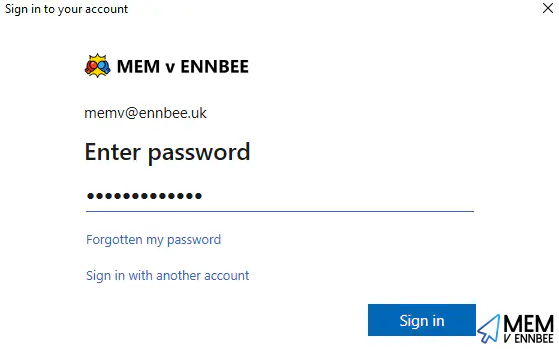 Sign in to your account
MEM v ENNBEE
memv@ennbee.uk
Enter password
•••••••••••••
Forgotten my password
Sign in with another account
Sign in
MEM
V ENNBEE